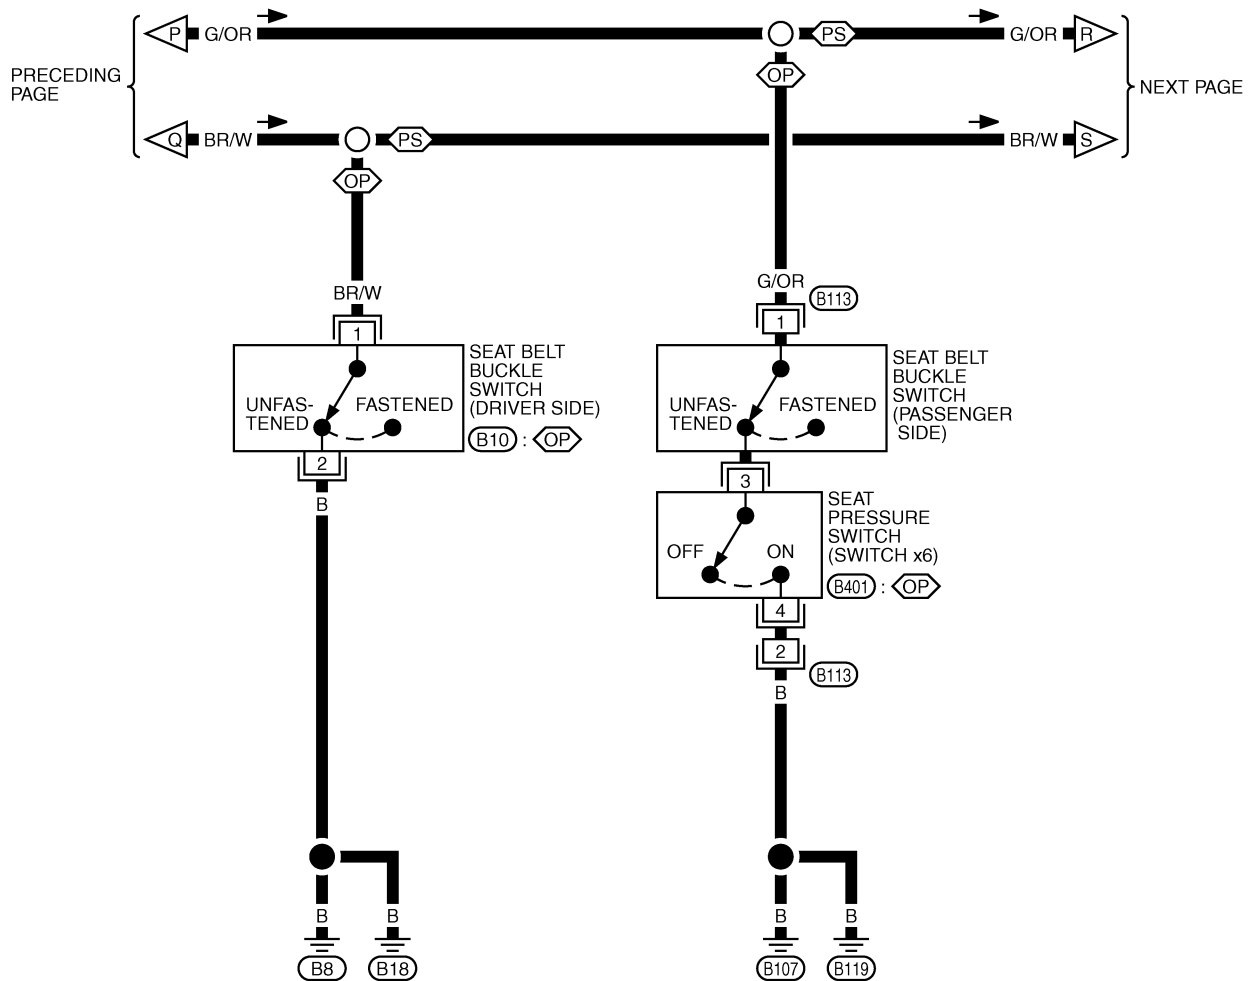 P G/OR PS G/OR R
OP
PRECEDING
PAGE
NEXT PAGE
Q BR/W PS BR/W S
OP
BR/W
1
SEAT BELT
BUCKLE
SWITCH
(DRIVER SIDE)
UNFAS-
TENED
FASTENED
B10 : OP
2
B
B B
B8 B18
G/OR
B113
1
SEAT BELT
BUCKLE
SWITCH
(PASSENGER
SIDE)
UNFAS-
TENED
FASTENED
3
SEAT
PRESSURE
SWITCH
(SWITCH x6)
OFF ON
B401 : OP
4
2
B113
B
B B
B107 B119